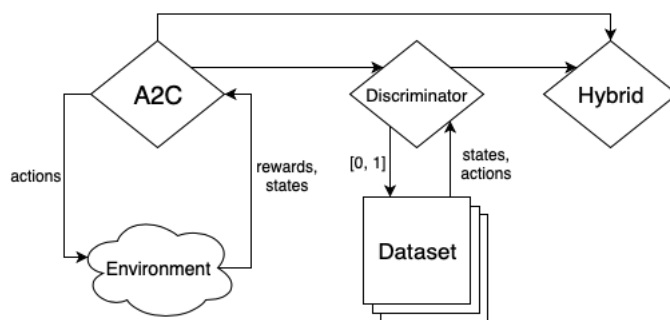 A2C
Discriminator
Hybrid
actions
rewards,
states
[0, 1]
states,
actions
Environment
Dataset